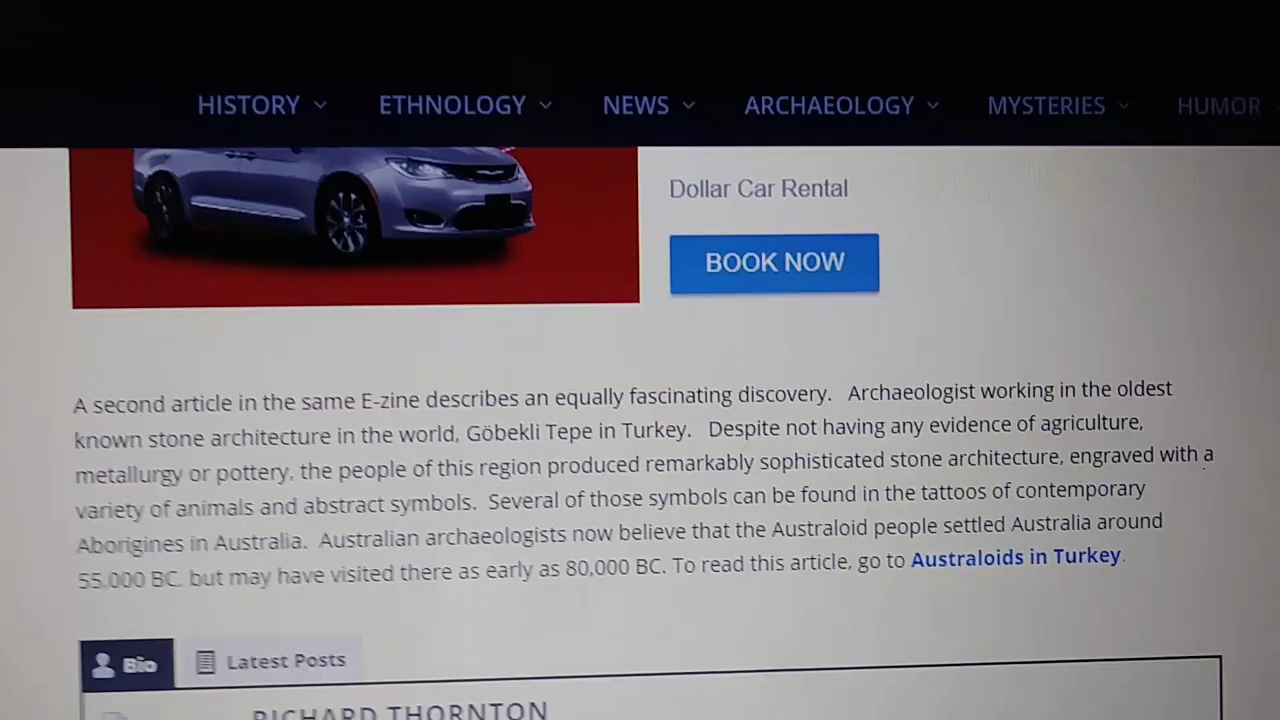 HISTORY ETHNOLOGY NEWS ARCHAEOLOGY MYSTERIES HUMOR
Dollar Car Rental
BOOK NOW
A second article in the same E-zine describes an equally fascinating discovery. Archaeologist working in the oldest
known stone architecture in the world, Göbekli Tepe in Turkey. Despite not having any evidence of agriculture,
metallurgy or pottery, the people of this region produced remarkably sophisticated stone architecture, engraved with a
variety of animals and abstract symbols. Several of those symbols can be found in the tattoos of contemporary
Aborigines in Australia. Australian archaeologists now believe that the Australoid people settled Australia around
55,000 BC, but may have visited there as early as 80,000 BC. To read this article, go to Australoids in Turkey.
Bio Latest Posts
RICHARD THORNTON